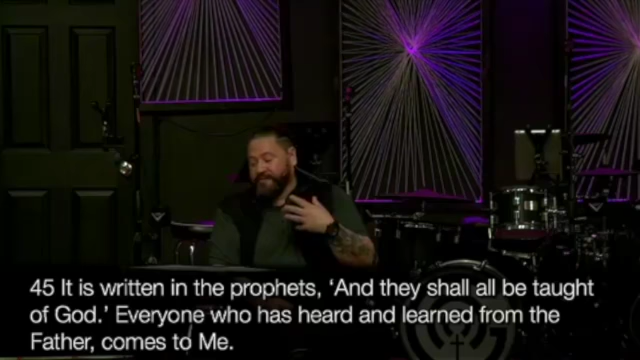 45 It is written in the prophets, ‘And they shall all be taught
of God.’ Everyone who has heard and learned from the
Father, comes to Me.